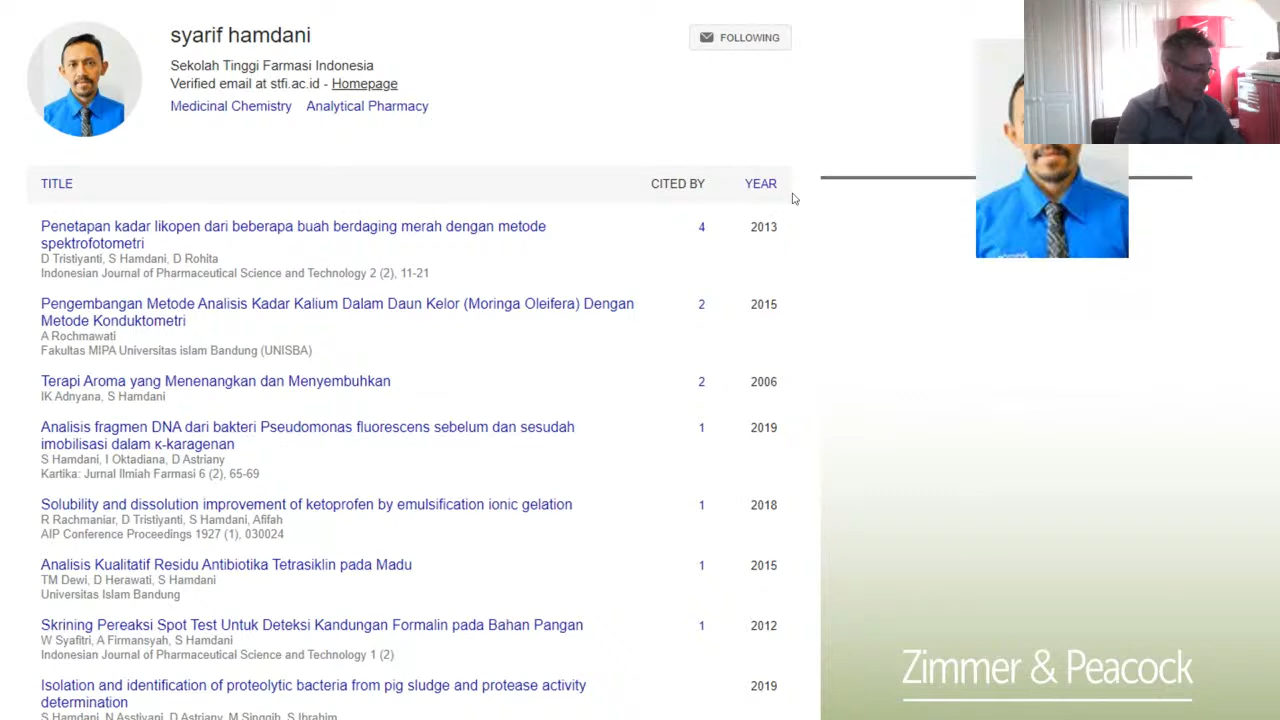 syarif hamdani
FOLLOWING
Sekolah Tinggi Farmasi Indonesia
Verified email at stfi.ac.id - Homepage
Medicinal Chemistry Analytical Pharmacy
TITLE CITED BY YEAR
Penetapan kadar likopen dari beberapa buah berdaging merah dengan metode 4 2013
spektrofotometri
D Tristiyanti, S Hamdani, D Rohita
Indonesian Journal of Pharmaceutical Science and Technology 2 (2), 11-21
Pengembangan Metode Analisis Kadar Kalium Dalam Daun Kelor (Moringa Oleifera) Dengan 2 2015
Metode Konduktometri
A Rochmawati
Fakultas MIPA Universitas islam Bandung (UNISBA)
Terapi Aroma yang Menenangkan dan Menyembuhkan 2 2006
IK Adnyana, S Hamdani
Analisis fragmen DNA dari bakteri Pseudomonas fluorescens sebelum dan sesudah 1 2019
imobilisasi dalam κ-karagenan
S Hamdani, I Oktadiana, D Astriany
Kartika: Jurnal Ilmiah Farmasi 6 (2), 65-69
Solubility and dissolution improvement of ketoprofen by emulsification ionic gelation 1 2018
R Rachmaniar, D Tristiyanti, S Hamdani, Afifah
AIP Conference Proceedings 1927 (1), 030024
Analisis Kualitatif Residu Antibiotika Tetrasiklin pada Madu 1 2015
TM Dewi, D Herawati, S Hamdani
Universitas Islam Bandung
Skrining Pereaksi Spot Test Untuk Deteksi Kandungan Formalin pada Bahan Pangan 1 2012
W Syafitri, A Firmansyah, S Hamdani
Indonesian Journal of Pharmaceutical Science and Technology 1 (2)
Isolation and identification of proteolytic bacteria from pig sludge and protease activity 2019
determination
S Hamdani, N Asstiyani, D Astriany, M Singgih, S Ibrahim
Zimmer & Peacock